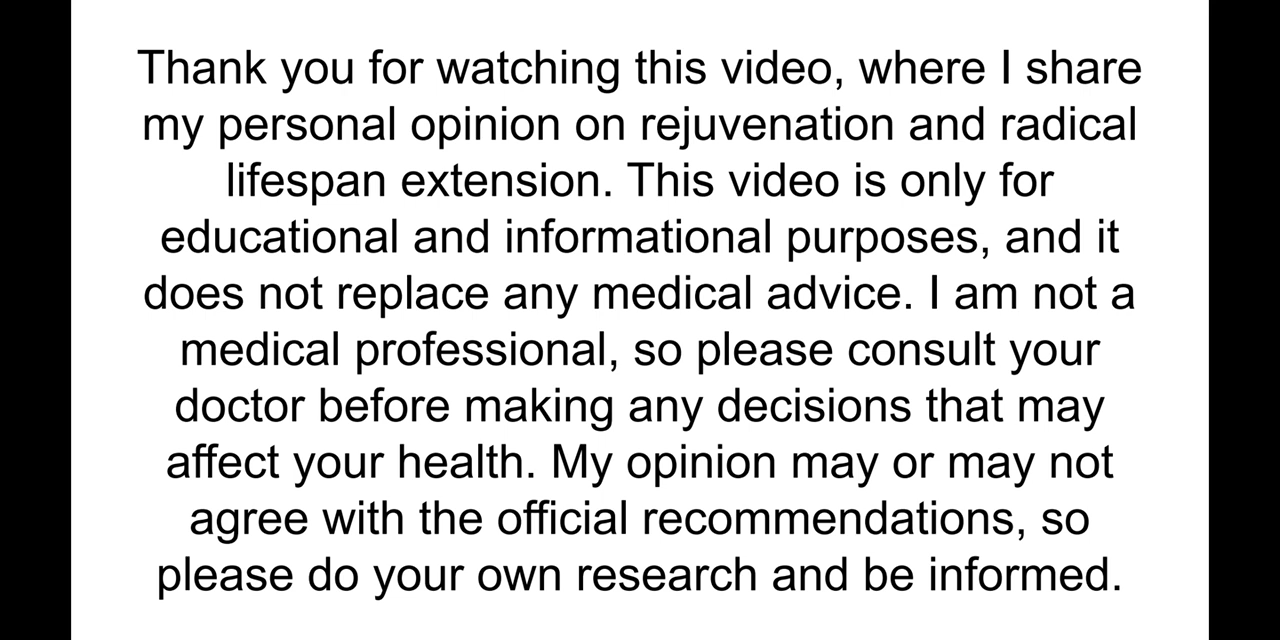 Thank you for watching this video, where I share
my personal opinion on rejuvenation and radical
lifespan extension. This video is only for
educational and informational purposes, and it
does not replace any medical advice. I am not a
medical professional, so please consult your
doctor before making any decisions that may
affect your health. My opinion may or may not
agree with the official recommendations, so
please do your own research and be informed.